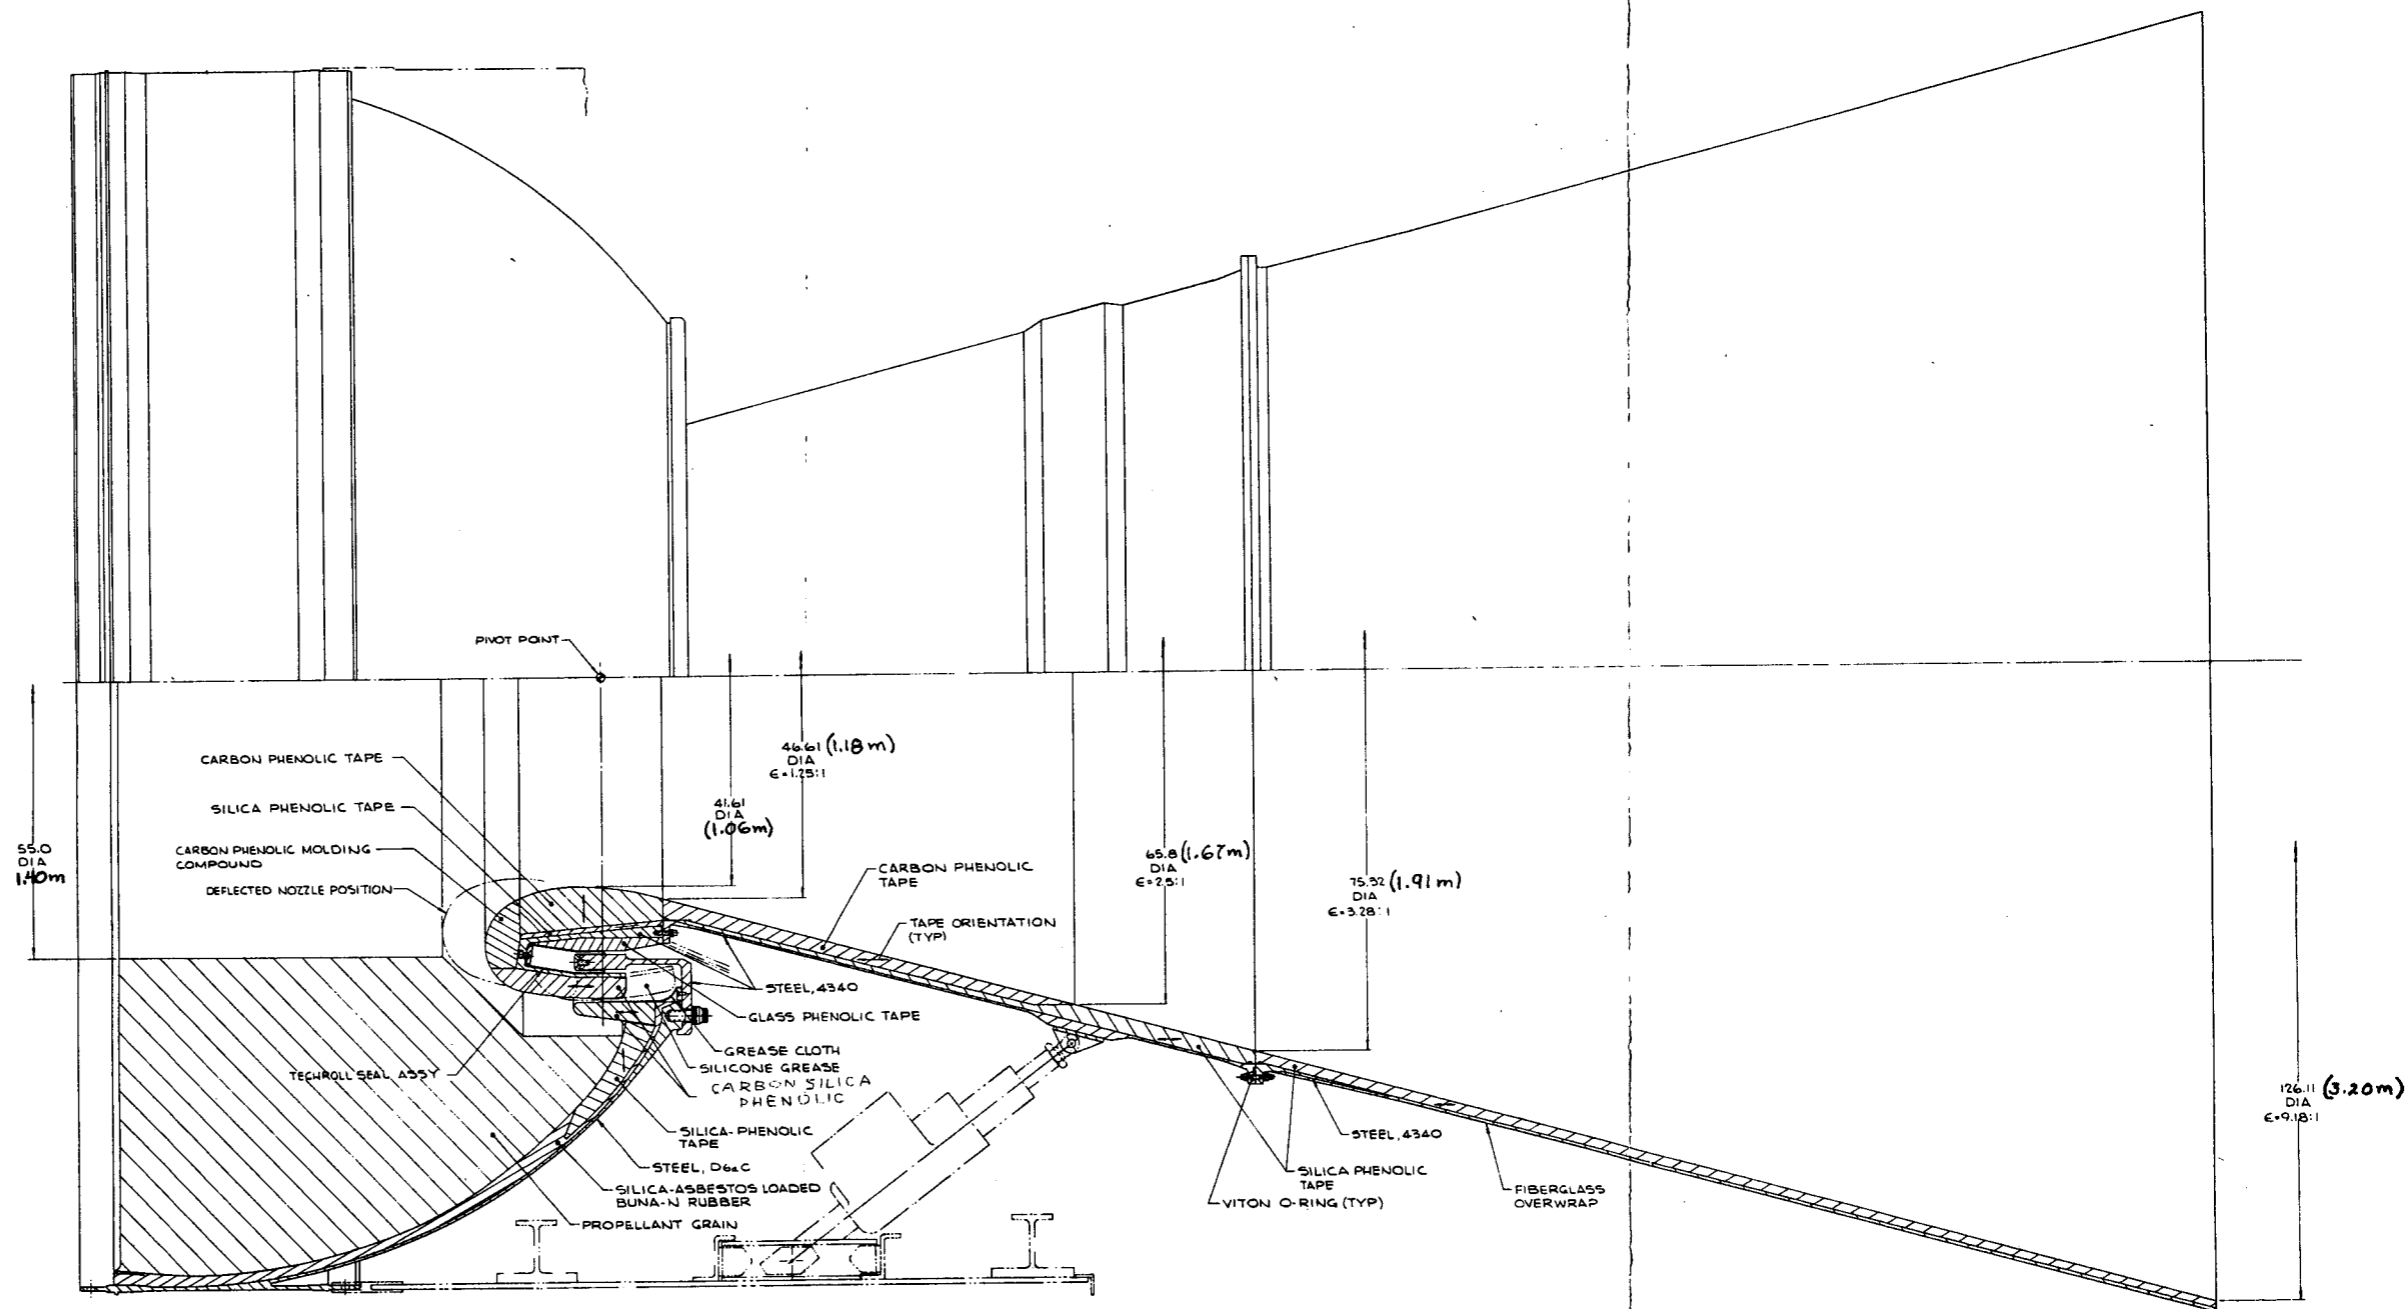 PIVOT POINT
46.61 (1.18 m)
DIA
ϵ=1.25:1
41.61
DIA
(1.06m)
55.0
DIA
1.40m
CARBON PHENOLIC TAPE
SILICA PHENOLIC TAPE
CARBON PHENOLIC MOLDING
COMPOUND
DEFLECTED NOZZLE POSITION
CARBON PHENOLIC
TAPE
TAPE ORIENTATION
(TYP)
65.8 (1.67m)
DIA
ϵ=2.5:1
75.32 (1.91m)
DIA
ϵ=3.28:1
STEEL, 4340
GLASS PHENOLIC TAPE
GREASE CLOTH
SILICONE GREASE
CARBON SILICA
PHENOLIC
TECHROLL SEAL ASSY
SILICA-PHENOLIC
TAPE
STEEL, D6aC
SILICA-ASBESTOS LOADED
BUNA-N RUBBER
PROPELLANT GRAIN
STEEL, 4340
SILICA PHENOLIC
TAPE
VITON O-RING (TYP)
FIBERGLASS
OVERWRAP
126.11 (3.20m)
DIA
ϵ=9.18:1